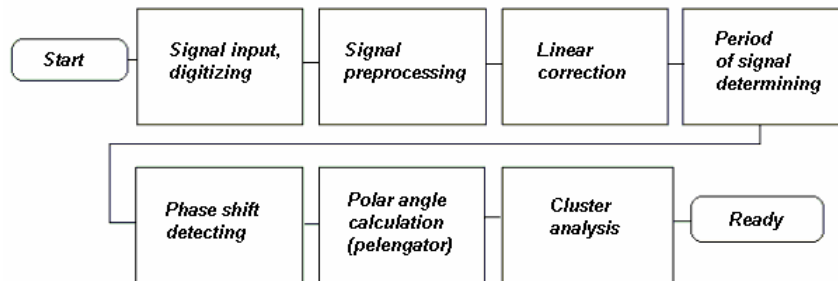 Start
Signal input,
digitizing
Signal
preprocessing
Linear
correction
Period
of signal
determining
Phase shift
detecting
Polar angle
calculation
(pelengator)
Cluster
analysis
Ready